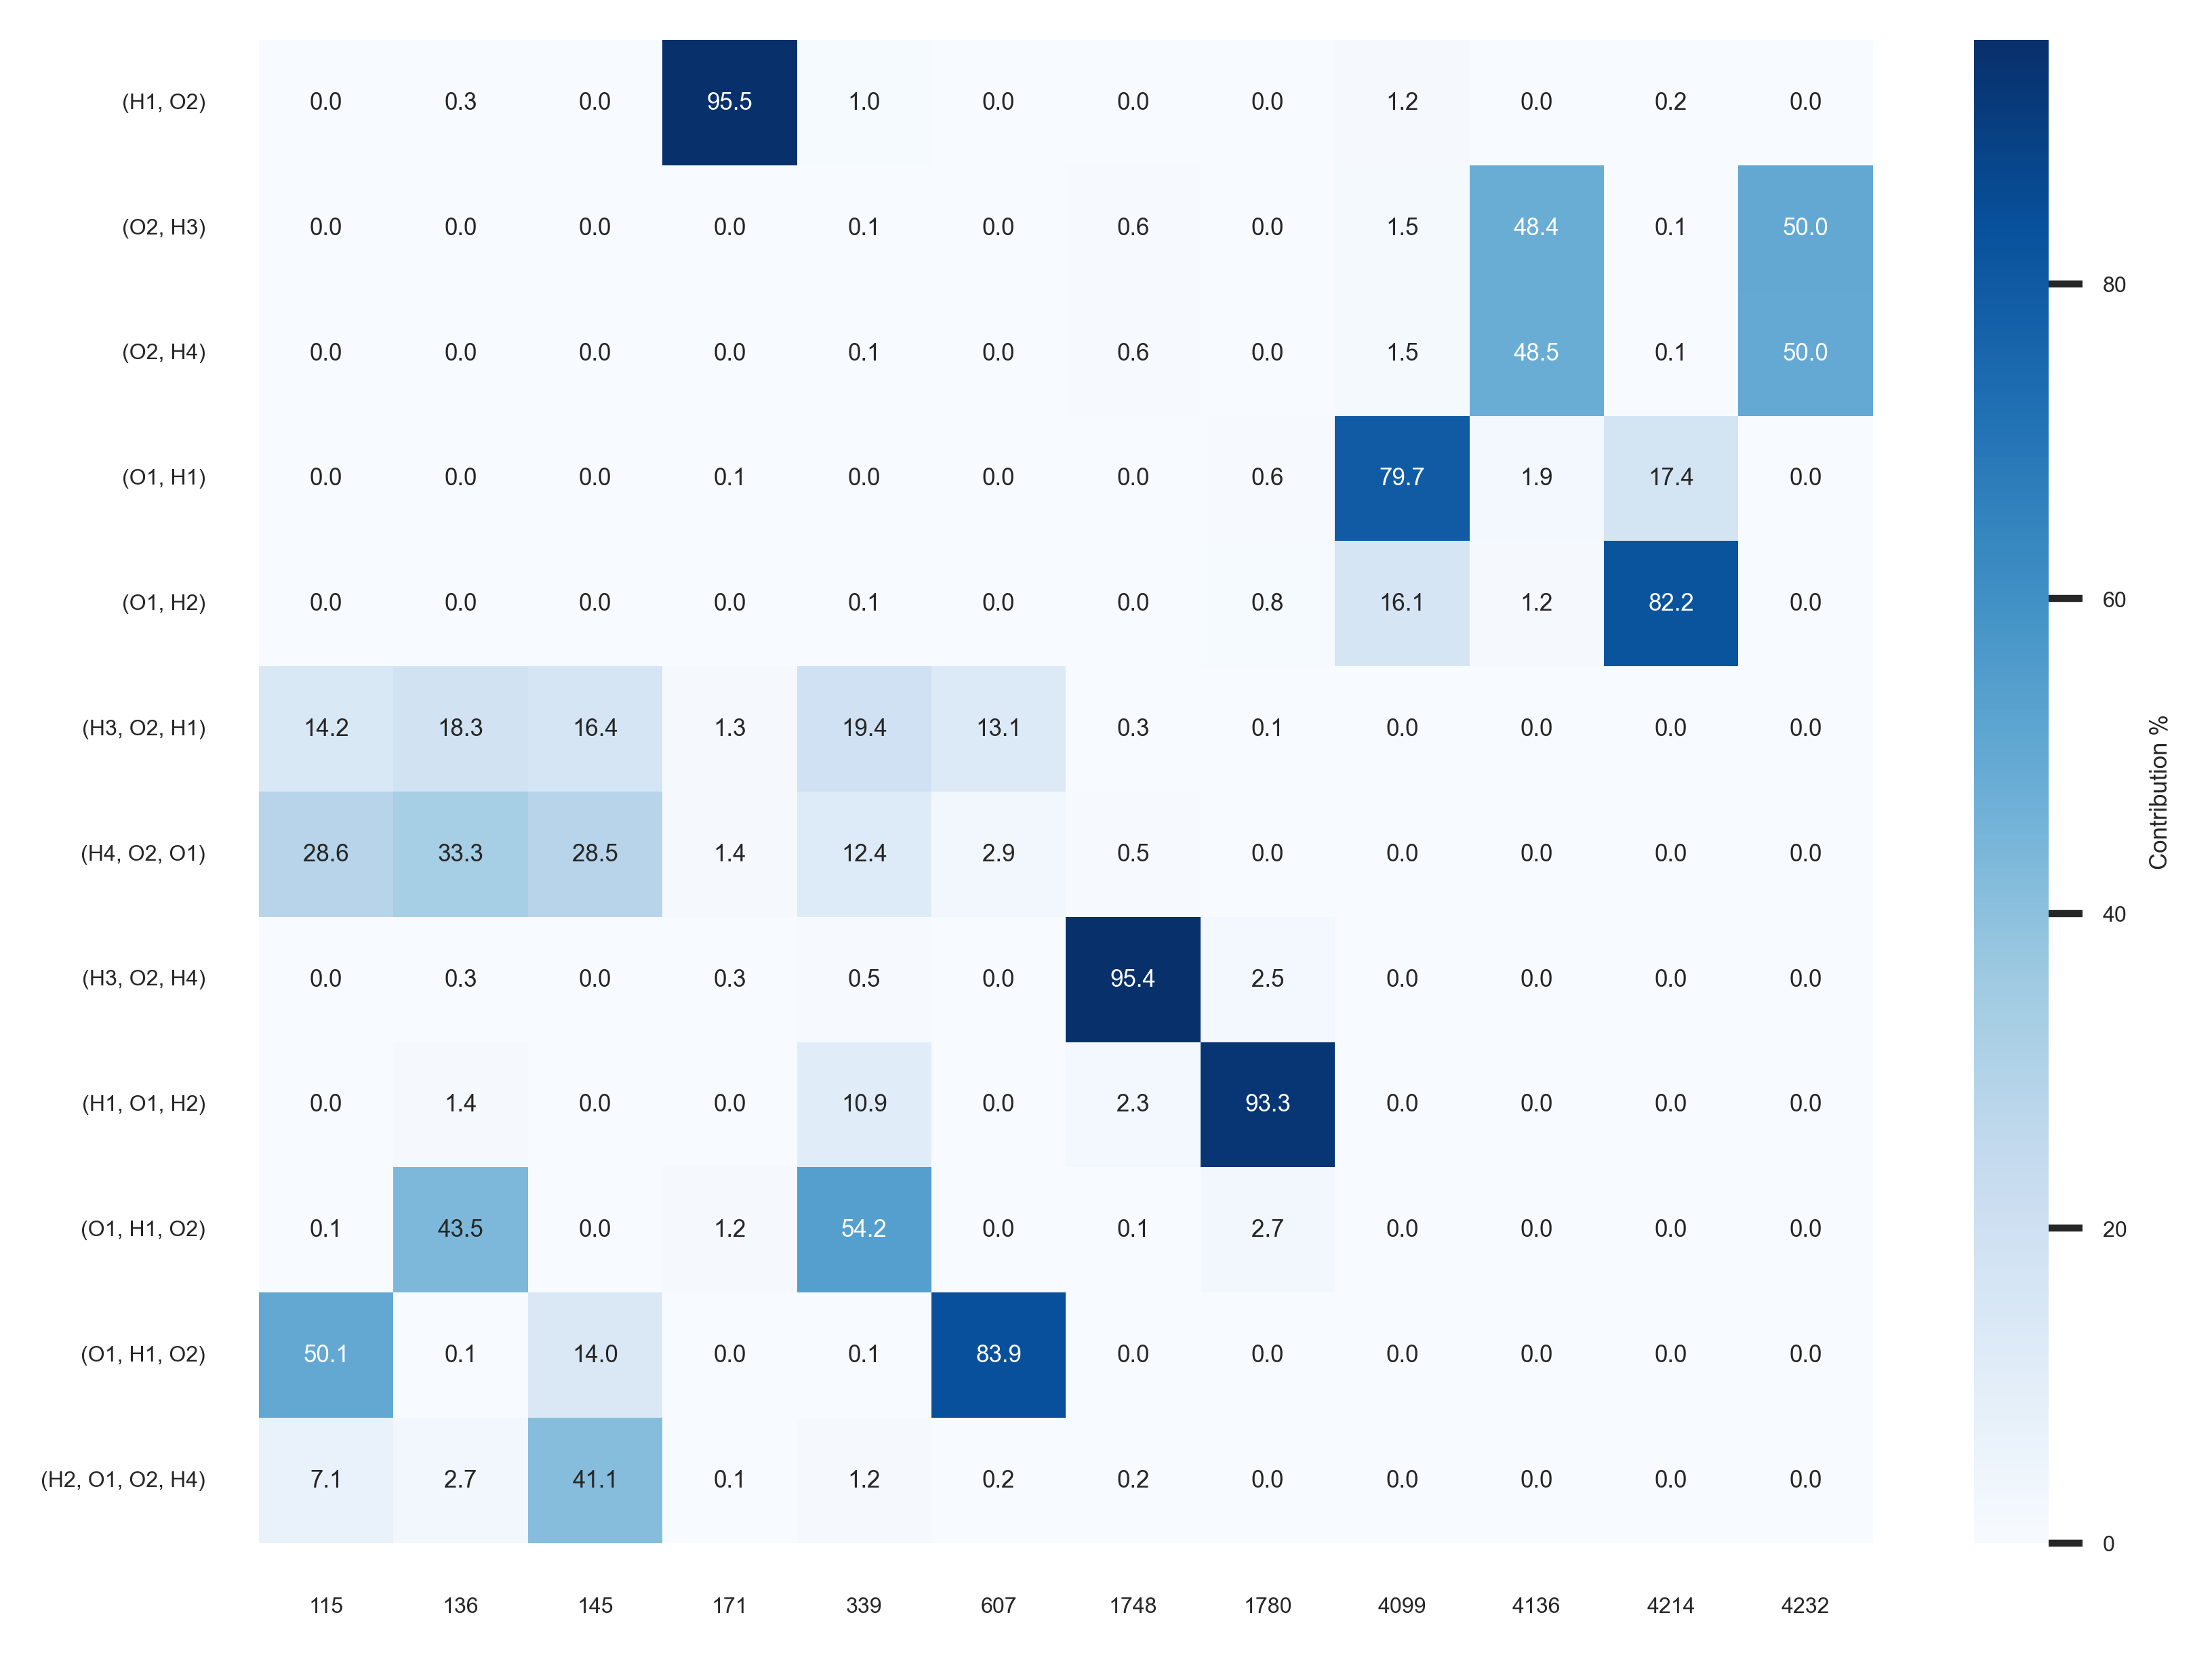 (H1, O2) 0.0 0.3 0.0 95.5 1.0 0.0 0.0 0.0 1.2 0.0 0.2 0.0
(O2, H3) 0.0 0.0 0.0 0.0 0.1 0.0 0.6 0.0 1.5 48.4 0.1 50.0
80
(O2, H4) 0.0 0.0 0.0 0.0 0.1 0.0 0.6 0.0 1.5 48.5 0.1 50.0
(O1, H1) 0.0 0.0 0.0 0.1 0.0 0.0 0.0 0.6 79.7 1.9 17.4 0.0
(O1, H2) 0.0 0.0 0.0 0.0 0.1 0.0 0.0 0.8 16.1 1.2 82.2 0.0
60
(H3, O2, H1) 14.2 18.3 16.4 1.3 19.4 13.1 0.3 0.1 0.0 0.0 0.0 0.0
Contribution %
(H4, O2, O1) 28.6 33.3 28.5 1.4 12.4 2.9 0.5 0.0 0.0 0.0 0.0 0.0
40
(H3, O2, H4) 0.0 0.3 0.0 0.3 0.5 0.0 95.4 2.5 0.0 0.0 0.0 0.0
(H1, O1, H2) 0.0 1.4 0.0 0.0 10.9 0.0 2.3 93.3 0.0 0.0 0.0 0.0
(O1, H1, O2) 0.1 43.5 0.0 1.2 54.2 0.0 0.1 2.7 0.0 0.0 0.0 0.0
20
(O1, H1, O2) 50.1 0.1 14.0 0.0 0.1 83.9 0.0 0.0 0.0 0.0 0.0 0.0
(H2, O1, O2, H4) 7.1 2.7 41.1 0.1 1.2 0.2 0.2 0.0 0.0 0.0 0.0 0.0
0
115 136 145 171 339 607 1748 1780 4099 4136 4214 4232